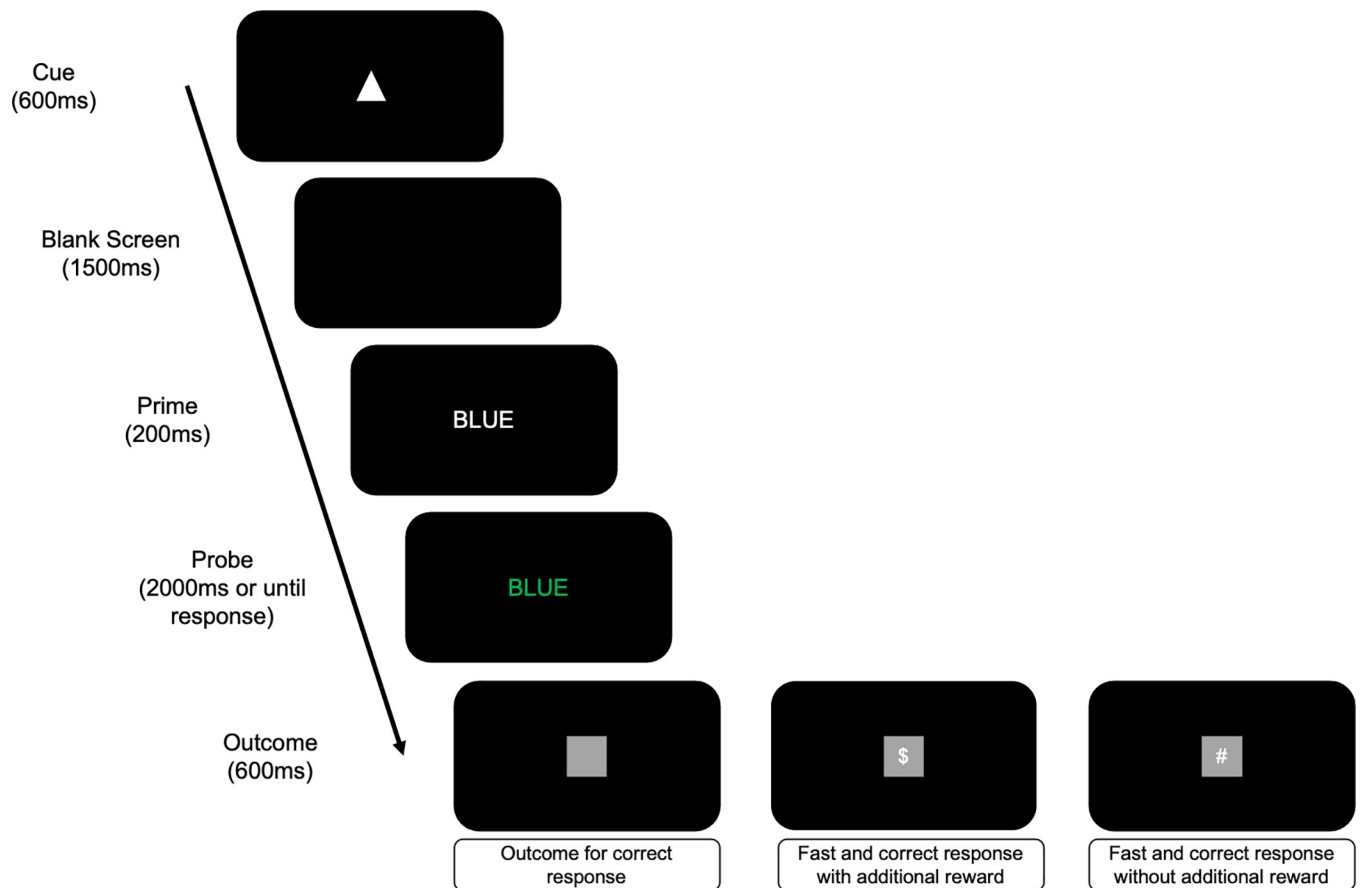 Cue
(600ms)
Blank Screen
(1500ms)
Prime
(200ms)
BLUE
Probe
(2000ms or until
response)
BLUE
Outcome
(600ms)
$
#
Outcome for correct
response
Fast and correct response
with additional reward
Fast and correct response
without additional reward